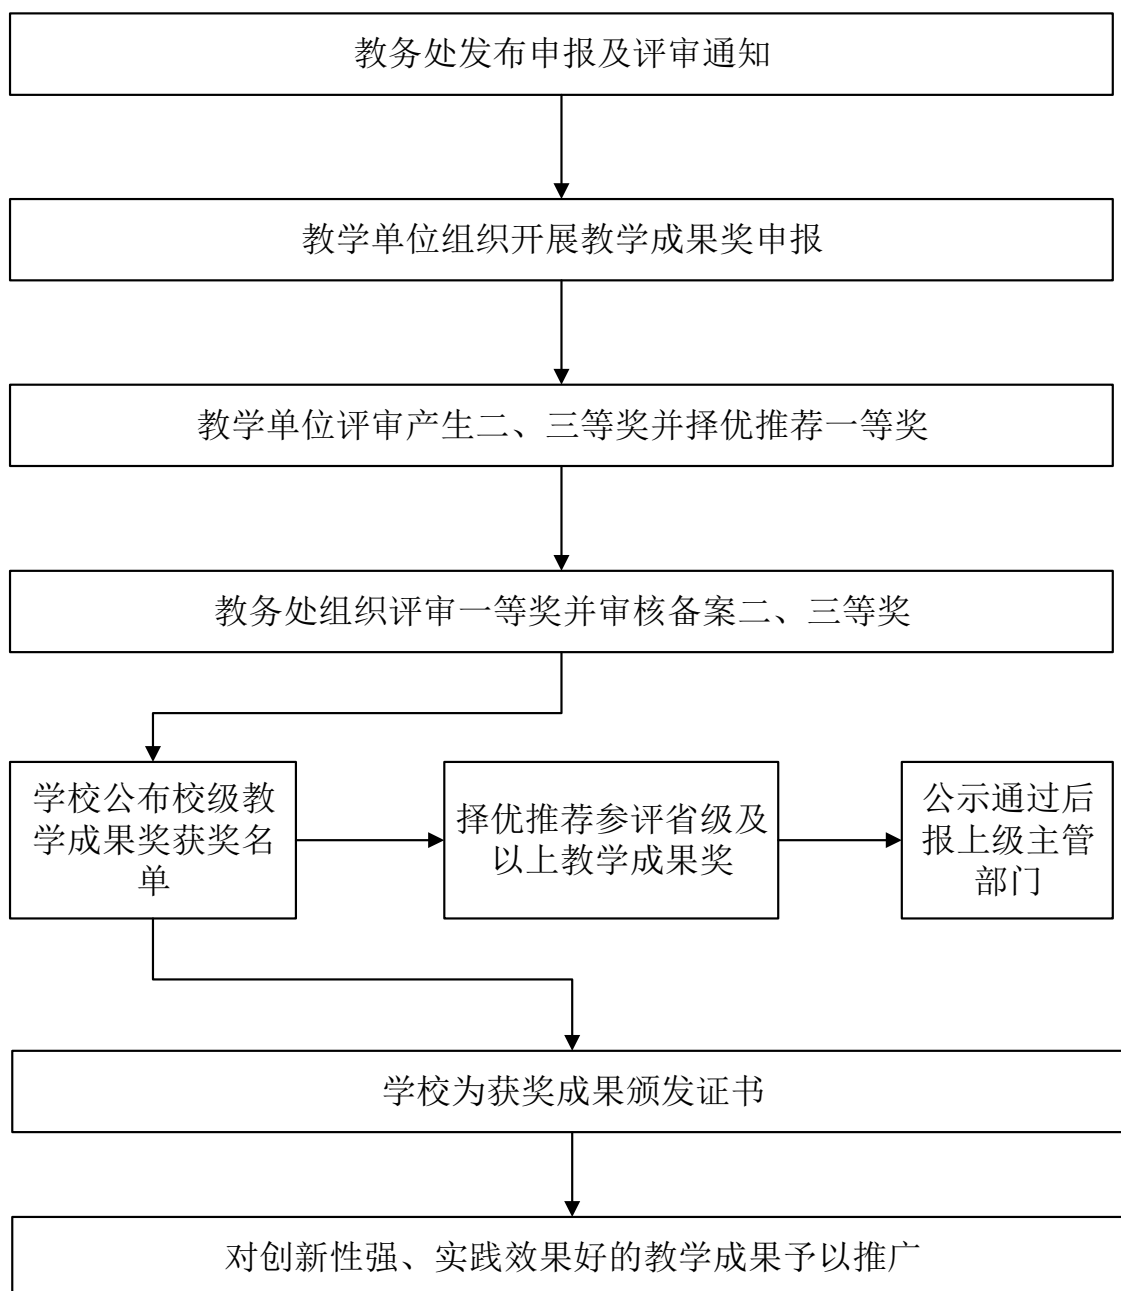 教务处发布申报及评审通知
教学单位组织开展教学成果奖申报
教学单位评审产生二、三等奖并择优推荐一等奖
教务处组织评审一等奖并审核备案二、三等奖
学校公布校级教
学成果奖获奖名
单
择优推荐参评省级及
以上教学成果奖
公示通过后
报上级主管
部门
学校为获奖成果颁发证书
对创新性强、实践效果好的教学成果予以推广